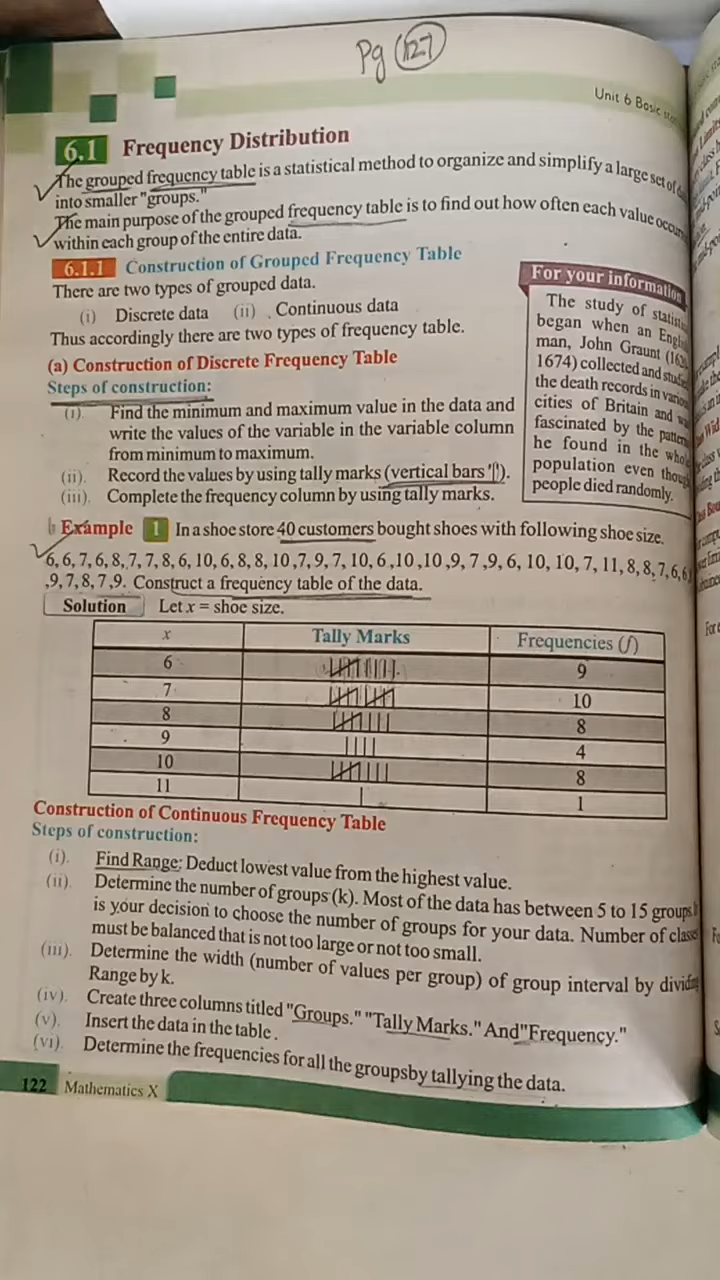 Pg 127
Unit 6 Basic
6.1 Frequency Distribution
The grouped frequency table is a statistical method to organize and simplify a large set of
into smaller "groups."
The main purpose of the grouped frequency table is to find out how often each value occurs
within each group of the entire data.
6.1.1 Construction of Grouped Frequency Table
There are two types of grouped data.
(i) Discrete data (ii) Continuous data
Thus accordingly there are two types of frequency table.
(a) Construction of Discrete Frequency Table
Steps of construction:
(i) Find the minimum and maximum value in the data and
write the values of the variable in the variable column
from minimum to maximum.
(ii). Record the values by using tally marks (vertical bars '|').
(iii). Complete the frequency column by using tally marks.
For your information
The study of
began when an
man, John Graunt
1674) collected and
the death records in
cities of Britain and
fascinated by the
he found in the
population even
people died randomly.
Example 1 In a shoe store 40 customers bought shoes with following shoe size.
6, 6, 7, 6, 8, 7, 7, 8, 6, 10, 6, 8, 8, 10 ,7, 9, 7, 10, 6 ,10 ,10 ,9, 7 ,9, 6, 10, 10, 7, 11, 8, 8, 7, 6, 6
,9, 7, 8, 7 ,9. Construct a frequency table of the data.
Solution Let x = shoe size.
x Tally Marks Frequencies (f)
6 9
7 10
8 8
9 |||| 4
10 8
11 | 1
Construction of Continuous Frequency Table
Steps of construction:
(i). Find Range: Deduct lowest value from the highest value.
(ii). Determine the number of groups (k). Most of the data has between 5 to 15 groups.
is your decision to choose the number of groups for your data. Number of classes
must be balanced that is not too large or not too small.
(iii). Determine the width (number of values per group) of group interval by dividing
Range by k.
(iv). Create three columns titled "Groups." "Tally Marks." And "Frequency."
(v). Insert the data in the table .
(vi). Determine the frequencies for all the groupsby tallying the data.
122 Mathematics X